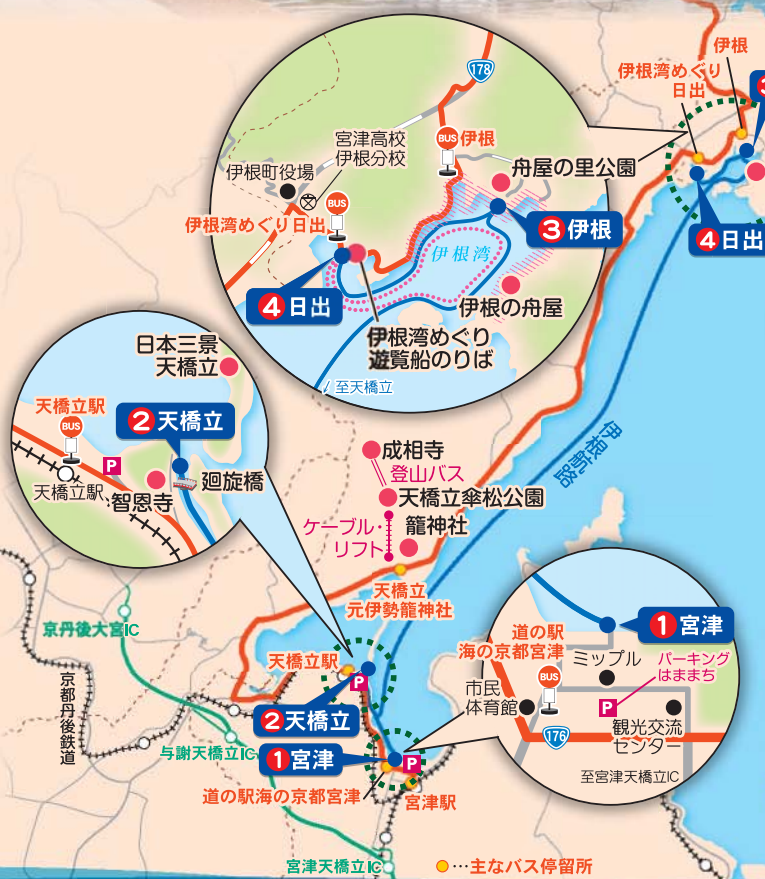 伊根
伊根湾めぐり
日出
178
BUS
伊根
宮津高校
伊根分校
舟屋の里公園
伊根町役場
BUS
伊根湾めぐり日出
3 伊根
伊根湾
4 日出
4 日出
伊根の舟屋
伊根湾めぐり
遊覧船のりば
至天橋立
日本三景
天橋立
天橋立駅
BUS
2 天橋立
P
天橋立駅
智恩寺
廻旋橋
伊根航路
成相寺
登山バス
天橋立傘松公園
ケーブル・
リフト
籠神社
天橋立
元伊勢籠神社
京丹後大宮IC
天橋立駅
P
2 天橋立
京都丹後鉄道
与謝天橋立IC
1 宮津
P
道の駅海の京都宮津
宮津駅
宮津天橋立IC
1 宮津
道の駅
海の京都宮津
ミップル
パーキング
はままち
BUS
市民
体育館
P
観光交流
センター
176
至宮津天橋立IC
…主なバス停留所